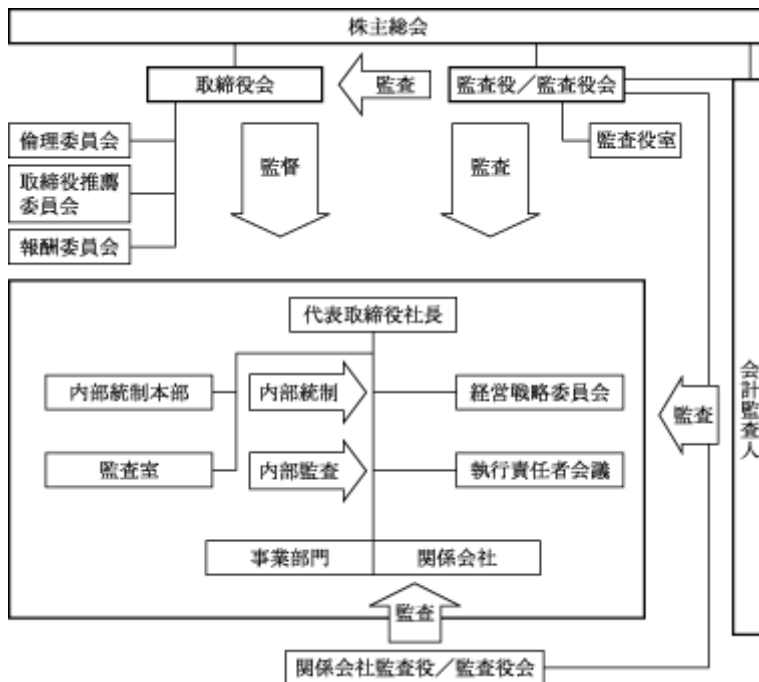 株主総会
取締役会
監査
監査役／監査役会
倫理委員会
監督
監査
監査役室
取締役推薦
委員会
報酬委員会
代表取締役社長
内部統制本部
内部統制
経営戦略委員会
監査
会計監査人
監査室
内部監査
執行責任者会議
事業部門
関係会社
監査
関係会社監査役／監査役会